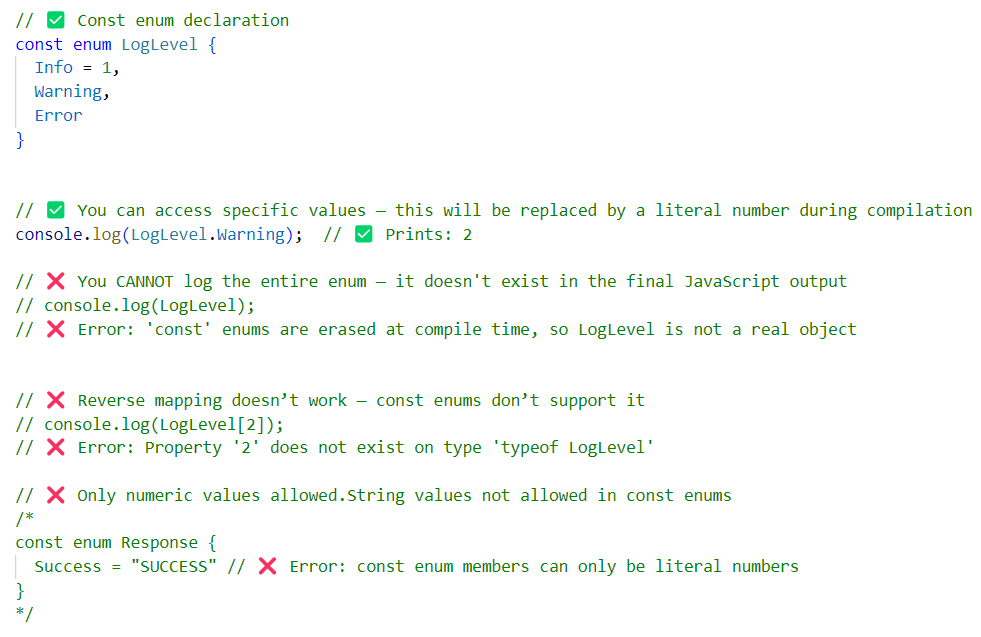 // ✅ Const enum declaration
const enum LogLevel {
  Info = 1,
  Warning,
  Error
}
// ✅ You can access specific values – this will be replaced by a literal number during compilation
console.log(LogLevel.Warning);  // ✅ Prints: 2
// ❌ You CANNOT log the entire enum – it doesn't exist in the final JavaScript output
// console.log(LogLevel);
// ❌ Error: 'const' enums are erased at compile time, so LogLevel is not a real object
// ❌ Reverse mapping doesn’t work – const enums don’t support it
// console.log(LogLevel[2]);
// ❌ Error: Property '2' does not exist on type 'typeof LogLevel'
// ❌ Only numeric values allowed.String values not allowed in const enums
/*
const enum Response {
  Success = "SUCCESS" // ❌ Error: const enum members can only be literal numbers
}
*/